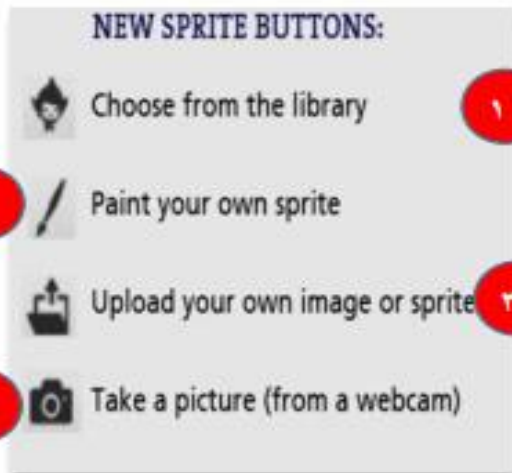 NEW SPRITE BUTTONS:
Choose from the library
١
Paint your own sprite
Upload your own image or sprite
٣
Take a picture (from a webcam)